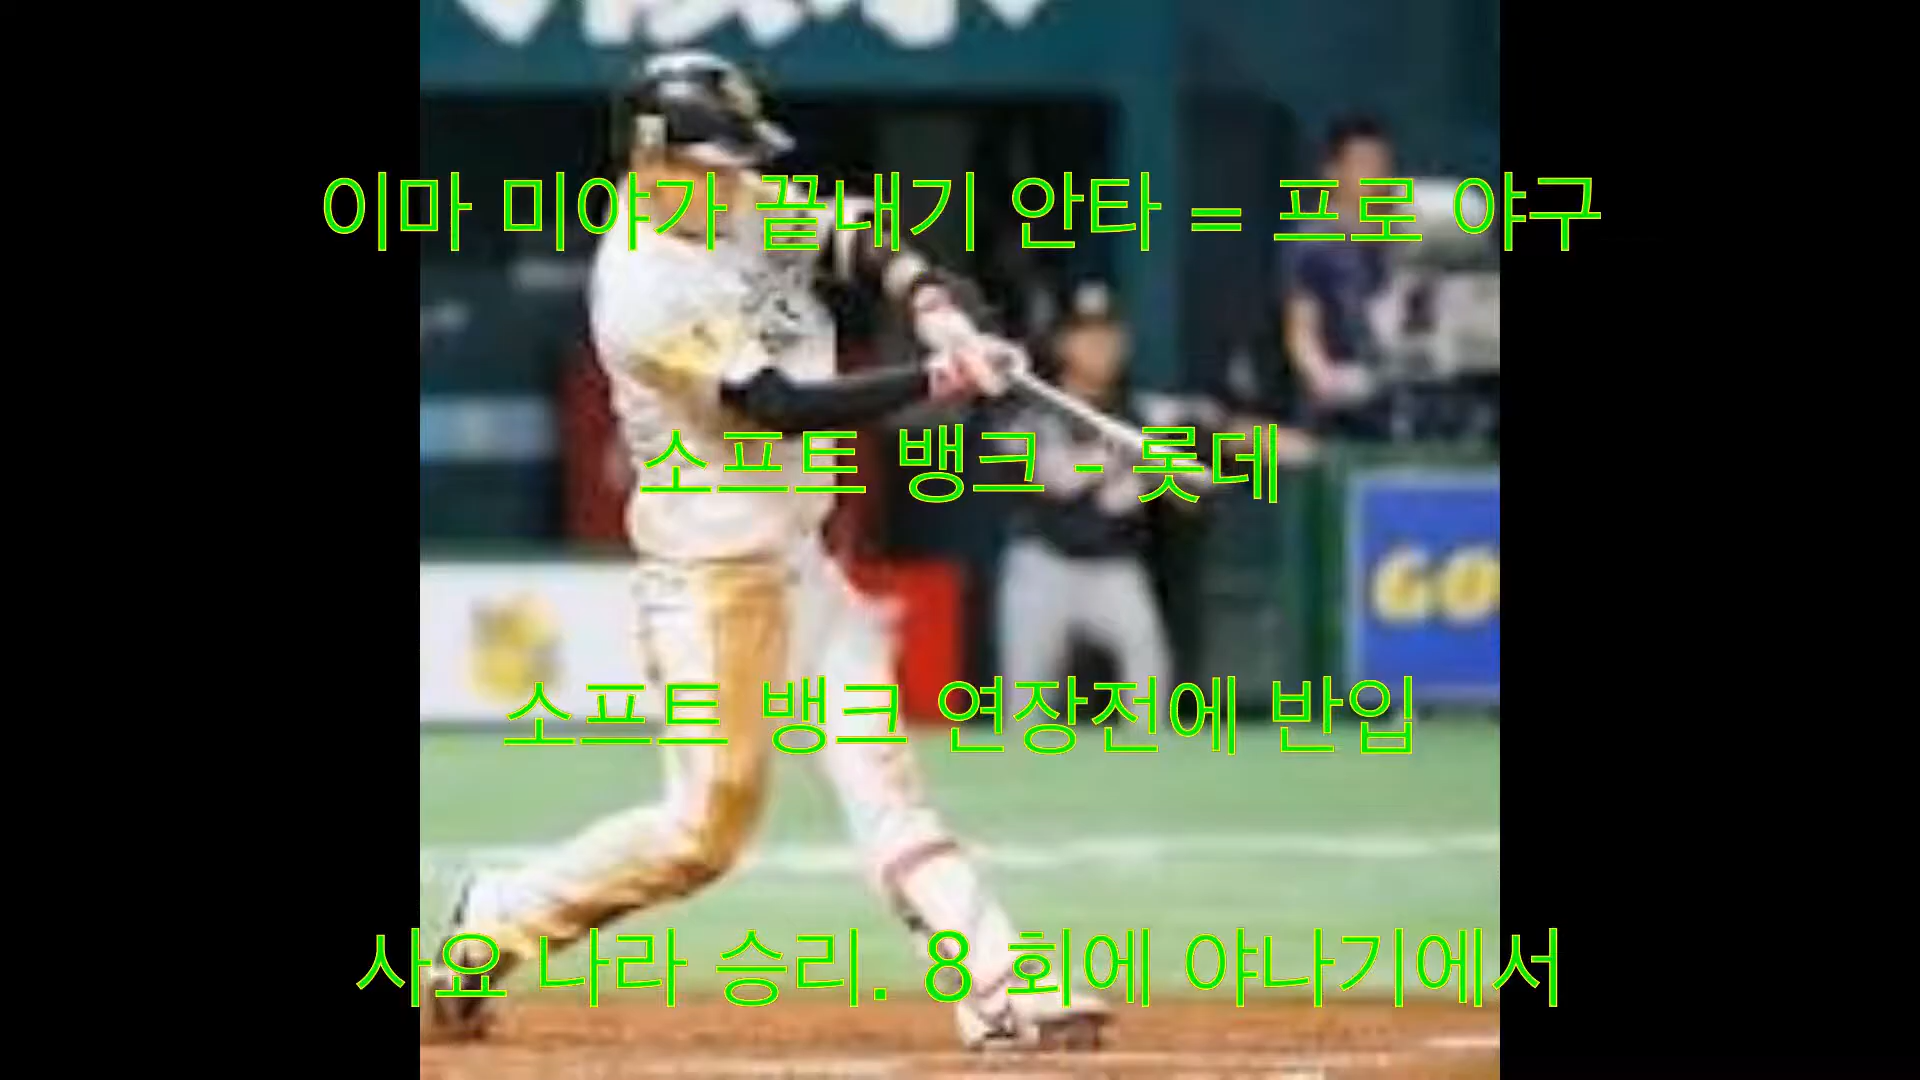 이마 미야가 끝내기 안타 = 프로 야구
소프트 뱅크 - 롯데
GO
소프트 뱅크 연장전에 반입
사요 나라 승리. 8 회에 야나기에서